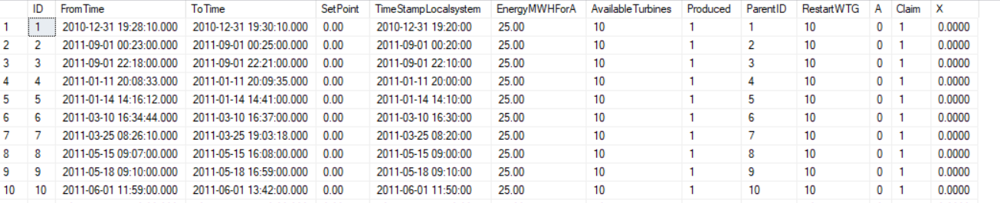 ID FromTime ToTime SetPoint TimeStampLocalsystem EnergyMWHForA AvailableTurbines Produced ParentID RestartWTG A Claim X
1 1 2010-12-31 19:28:10.000 2010-12-31 19:30:10.000 0.00 2010-12-31 19:20:00 25.00 10 1 1 10 0 1 0.0000
2 2 2011-09-01 00:23:00.000 2011-09-01 00:25:00.000 0.00 2011-09-01 00:20:00 25.00 10 1 2 10 0 1 0.0000
3 3 2011-09-01 22:18:00.000 2011-09-01 22:21:00.000 0.00 2011-09-01 22:10:00 25.00 10 1 3 10 0 1 0.0000
4 4 2011-01-11 20:08:33.000 2011-01-11 20:09:35.000 0.00 2011-01-11 20:00:00 25.00 10 1 4 10 0 1 0.0000
5 5 2011-01-14 14:16:12.000 2011-01-14 14:41:00.000 0.00 2011-01-14 14:10:00 25.00 10 1 5 10 0 1 0.0000
6 6 2011-03-10 16:34:44.000 2011-03-10 16:37:00.000 0.00 2011-03-10 16:30:00 25.00 10 1 6 10 0 1 0.0000
7 7 2011-03-25 08:26:10.000 2011-03-25 19:03:18.000 0.00 2011-03-25 08:20:00 25.00 10 1 7 10 0 1 0.0000
8 8 2011-05-15 09:07:00.000 2011-05-15 16:08:00.000 0.00 2011-05-15 09:00:00 25.00 10 1 8 10 0 1 0.0000
9 9 2011-05-18 09:10:00.000 2011-05-18 16:59:00.000 0.00 2011-05-18 09:10:00 25.00 10 1 9 10 0 1 0.0000
10 10 2011-06-01 11:59:00.000 2011-06-01 13:42:00.000 0.00 2011-06-01 11:50:00 25.00 10 1 10 10 0 1 0.0000